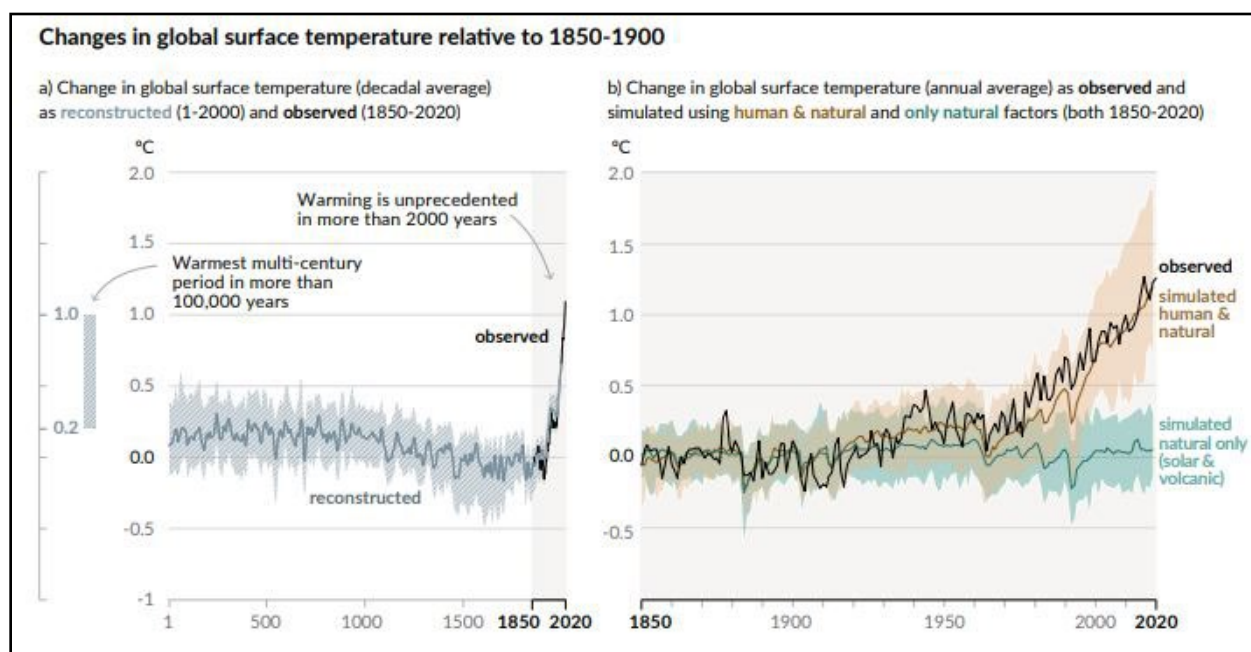 Changes in global surface temperature relative to 1850-1900
a) Change in global surface temperature (decadal average)
as reconstructed (1-2000) and observed (1850-2020)
°C
2.0
1.5
1.0
0.5
0.0
-0.5
-1
1.0
0.2
Warming is unprecedented
in more than 2000 years
Warmest multi-century
period in more than
100,000 years
observed
reconstructed
1
500
1000
1500
1850
2020
b) Change in global surface temperature (annual average) as observed and
simulated using human & natural and only natural factors (both 1850-2020)
°C
2.0
1.5
1.0
0.5
0.0
-0.5
observed
simulated
human &
natural
simulated
natural only
(solar &
volcanic)
1850
1900
1950
2000
2020